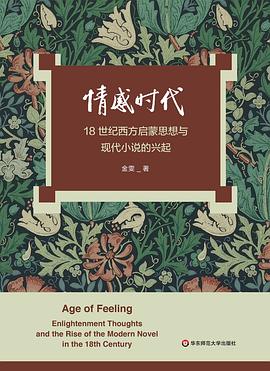 情感时代
18 世纪西方启蒙思想与
现代小说的兴起
金雯 _ 著
Age of Feeling
Enlightenment Thoughts
and the Rise of the Modern Novel
in the 18th Century
华东师范大学出版社